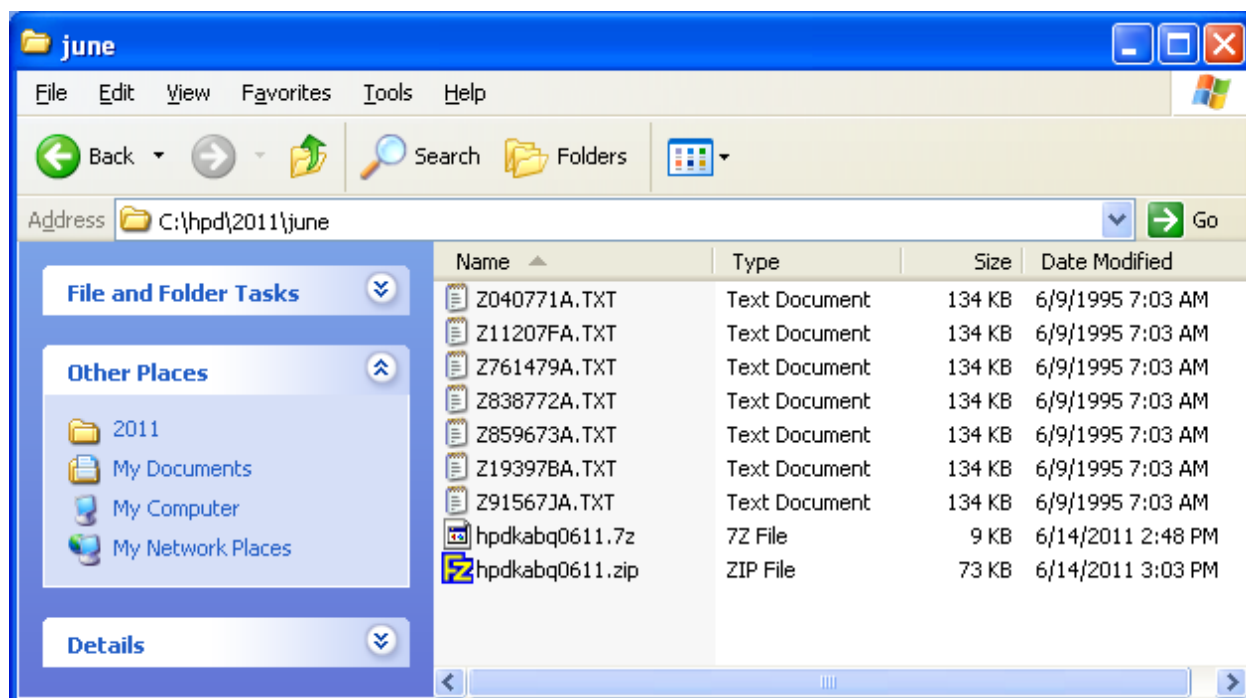 june
File Edit View Favorites Tools Help
Back Search Folders
Address C:\hpd\2011\june Go
Name Type Size Date Modified
File and Folder Tasks
Other Places
2011
My Documents
My Computer
My Network Places
Details
Z040771A.TXT Text Document 134 KB 6/9/1995 7:03 AM
Z11207FA.TXT Text Document 134 KB 6/9/1995 7:03 AM
Z761479A.TXT Text Document 134 KB 6/9/1995 7:03 AM
Z838772A.TXT Text Document 134 KB 6/9/1995 7:03 AM
Z859673A.TXT Text Document 134 KB 6/9/1995 7:03 AM
Z19397BA.TXT Text Document 134 KB 6/9/1995 7:03 AM
Z91567JA.TXT Text Document 134 KB 6/9/1995 7:03 AM
hpdkabq0611.7z 7Z File 9 KB 6/14/2011 2:48 PM
hpdkabq0611.zip ZIP File 73 KB 6/14/2011 3:03 PM